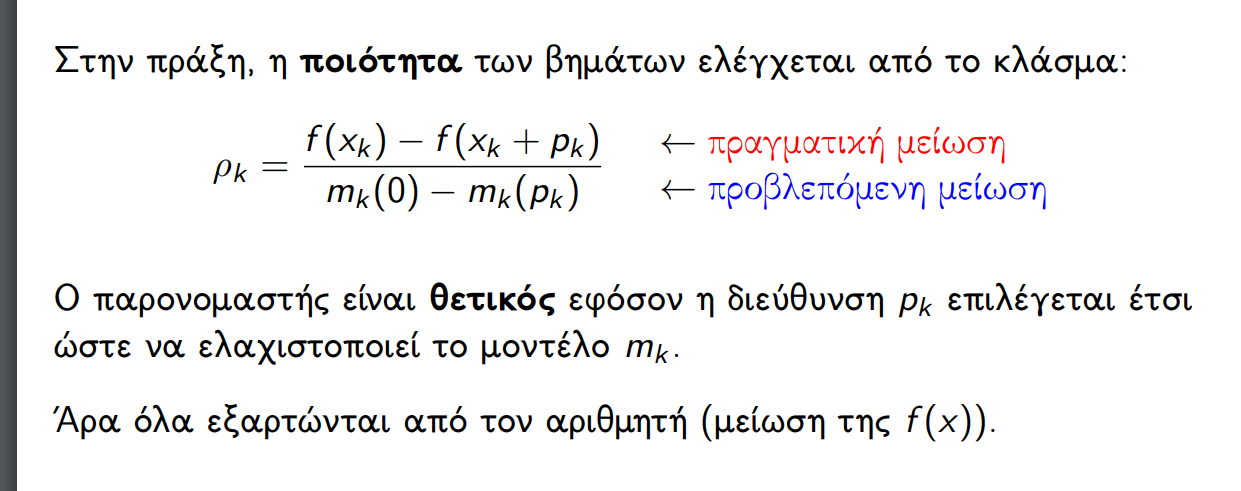 Στην πράξη, η ποιότητα των βημάτων ελέγχεται από το κλάσμα:
ρ_k = (f(x_k) − f(x_k + p_k)) / (m_k(0) − m_k(p_k))
← πραγματική μείωση
← προβλεπόμενη μείωση
Ο παρονομαστής είναι θετικός εφόσον η διεύθυνση p_k επιλέγεται έτσι
ώστε να ελαχιστοποιεί το μοντέλο m_k.
Άρα όλα εξαρτώνται από τον αριθμητή (μείωση της f(x)).